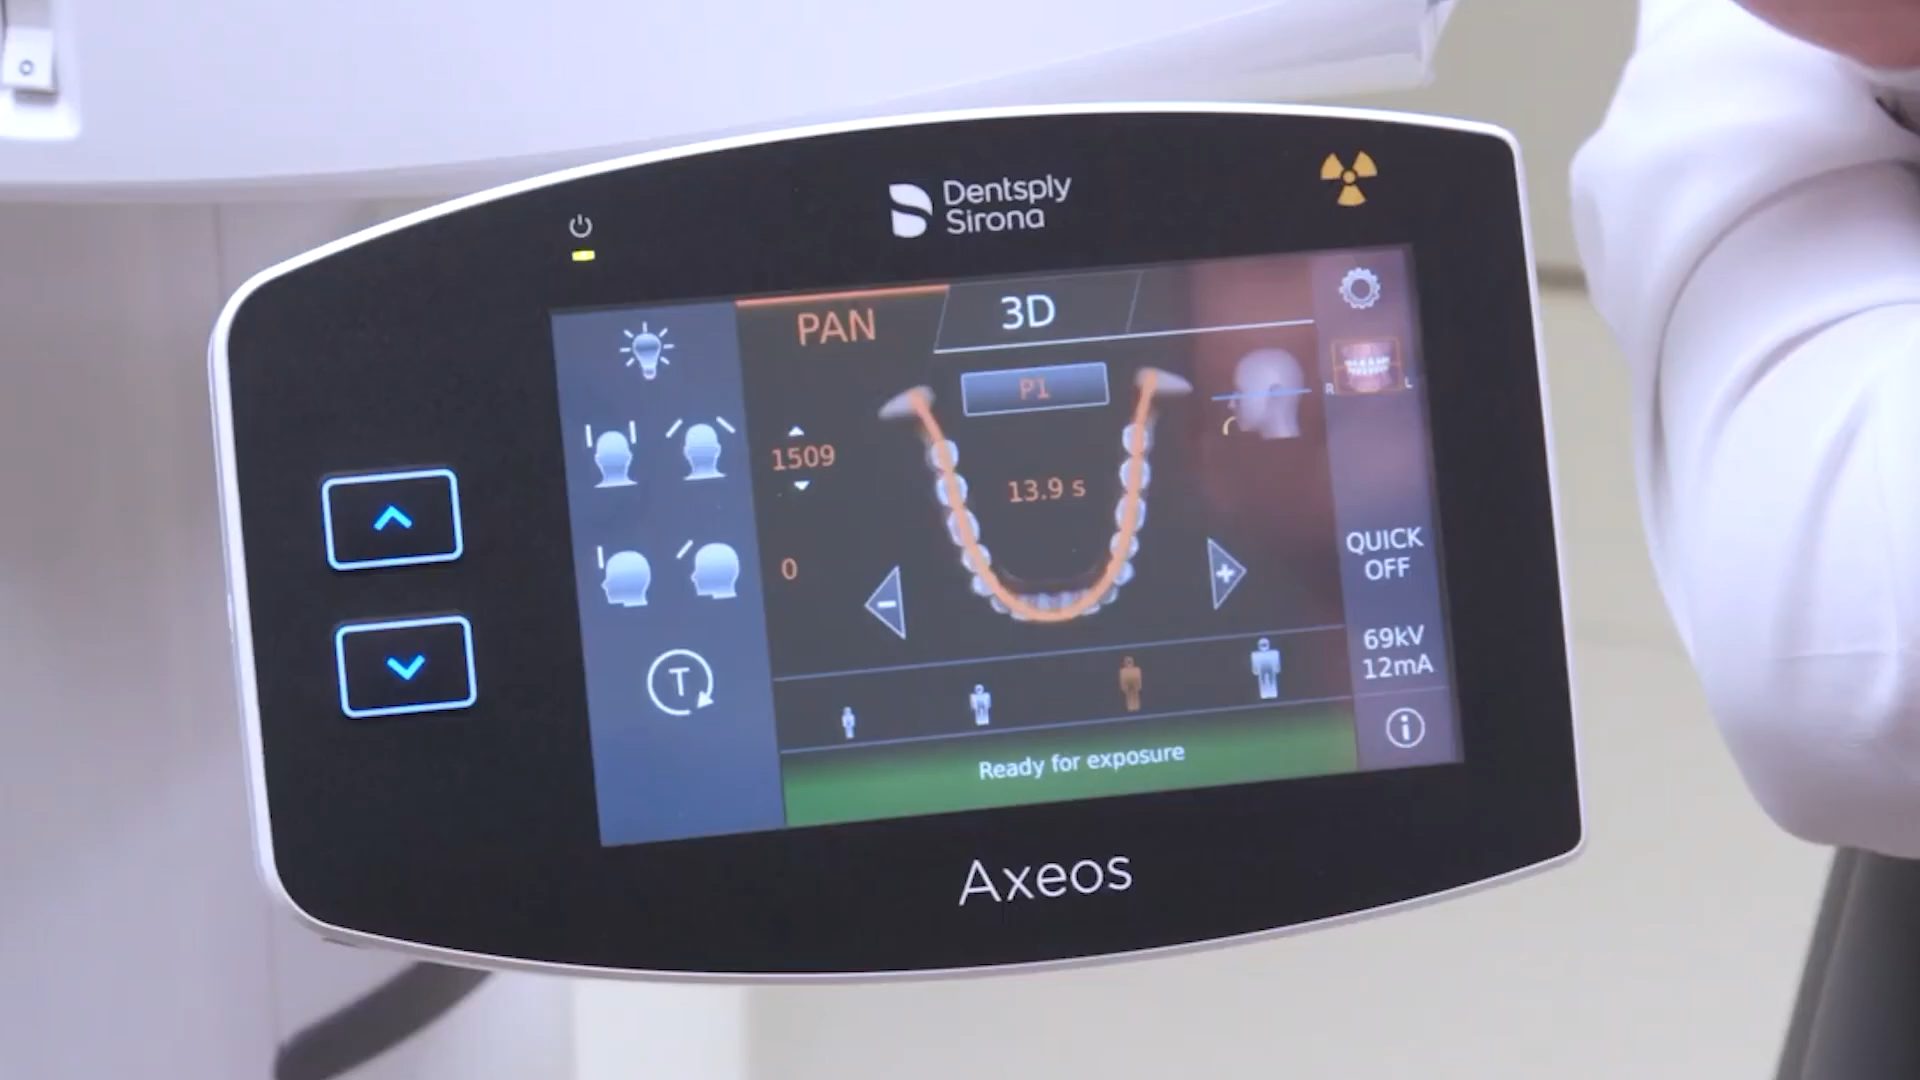 Dentsply
Sirona
PAN
3D
P1
R
L
1509
13.9 s
0
T
QUICK
OFF
69kV
12mA
i
Ready for exposure
Axeos